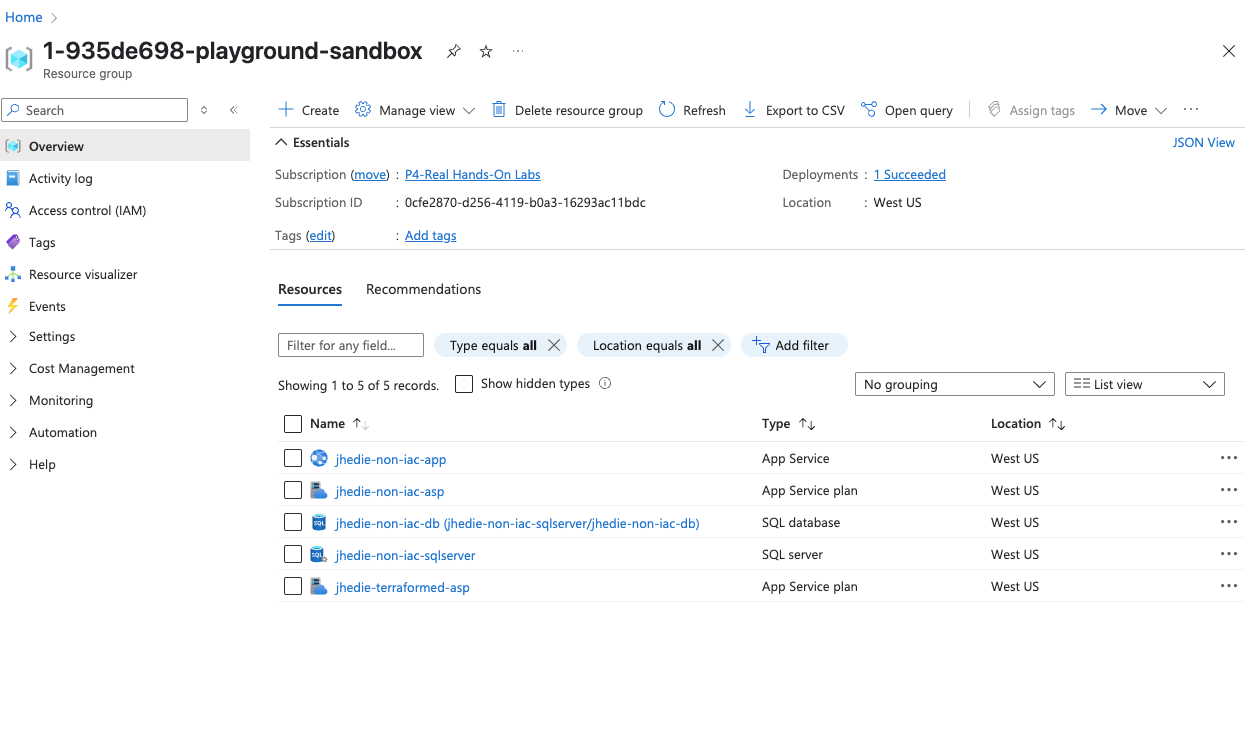 Home
1-935de698-playground-sandbox
Resource group
Search
Create Manage view Delete resource group Refresh Export to CSV Open query Assign tags Move
Overview
Activity log
Access control (IAM)
Tags
Resource visualizer
Events
Settings
Cost Management
Monitoring
Automation
Help
Essentials JSON View
Subscription (move) : P4-Real Hands-On Labs Deployments : 1 Succeeded
Subscription ID : 0cfe2870-d256-4119-b0a3-16293ac11bdc Location : West US
Tags (edit) : Add tags
Resources Recommendations
Filter for any field... Type equals all Location equals all Add filter
Showing 1 to 5 of 5 records. Show hidden types No grouping List view
Name Type Location
jhedie-non-iac-app App Service West US
jhedie-non-iac-asp App Service plan West US
jhedie-non-iac-db (jhedie-non-iac-sqlserver/jhedie-non-iac-db) SQL database West US
jhedie-non-iac-sqlserver SQL server West US
jhedie-terraformed-asp App Service plan West US